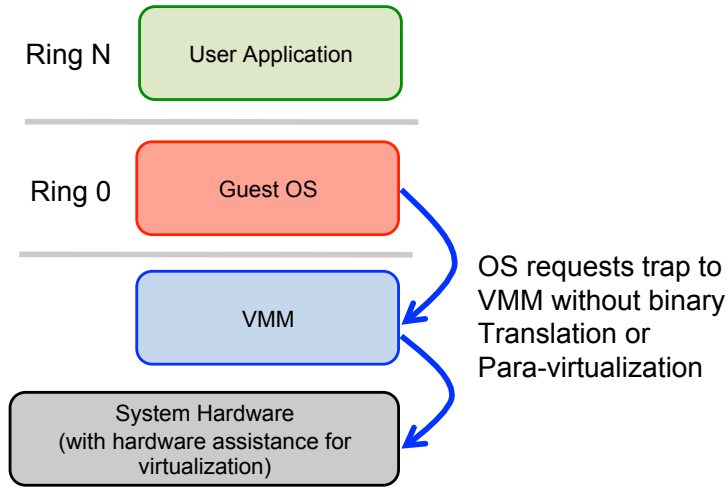 Ring N
User Application
Ring 0
Guest OS
OS requests trap to
VMM without binary
Translation or
Para-virtualization
VMM
System Hardware
(with hardware assistance for
virtualization)